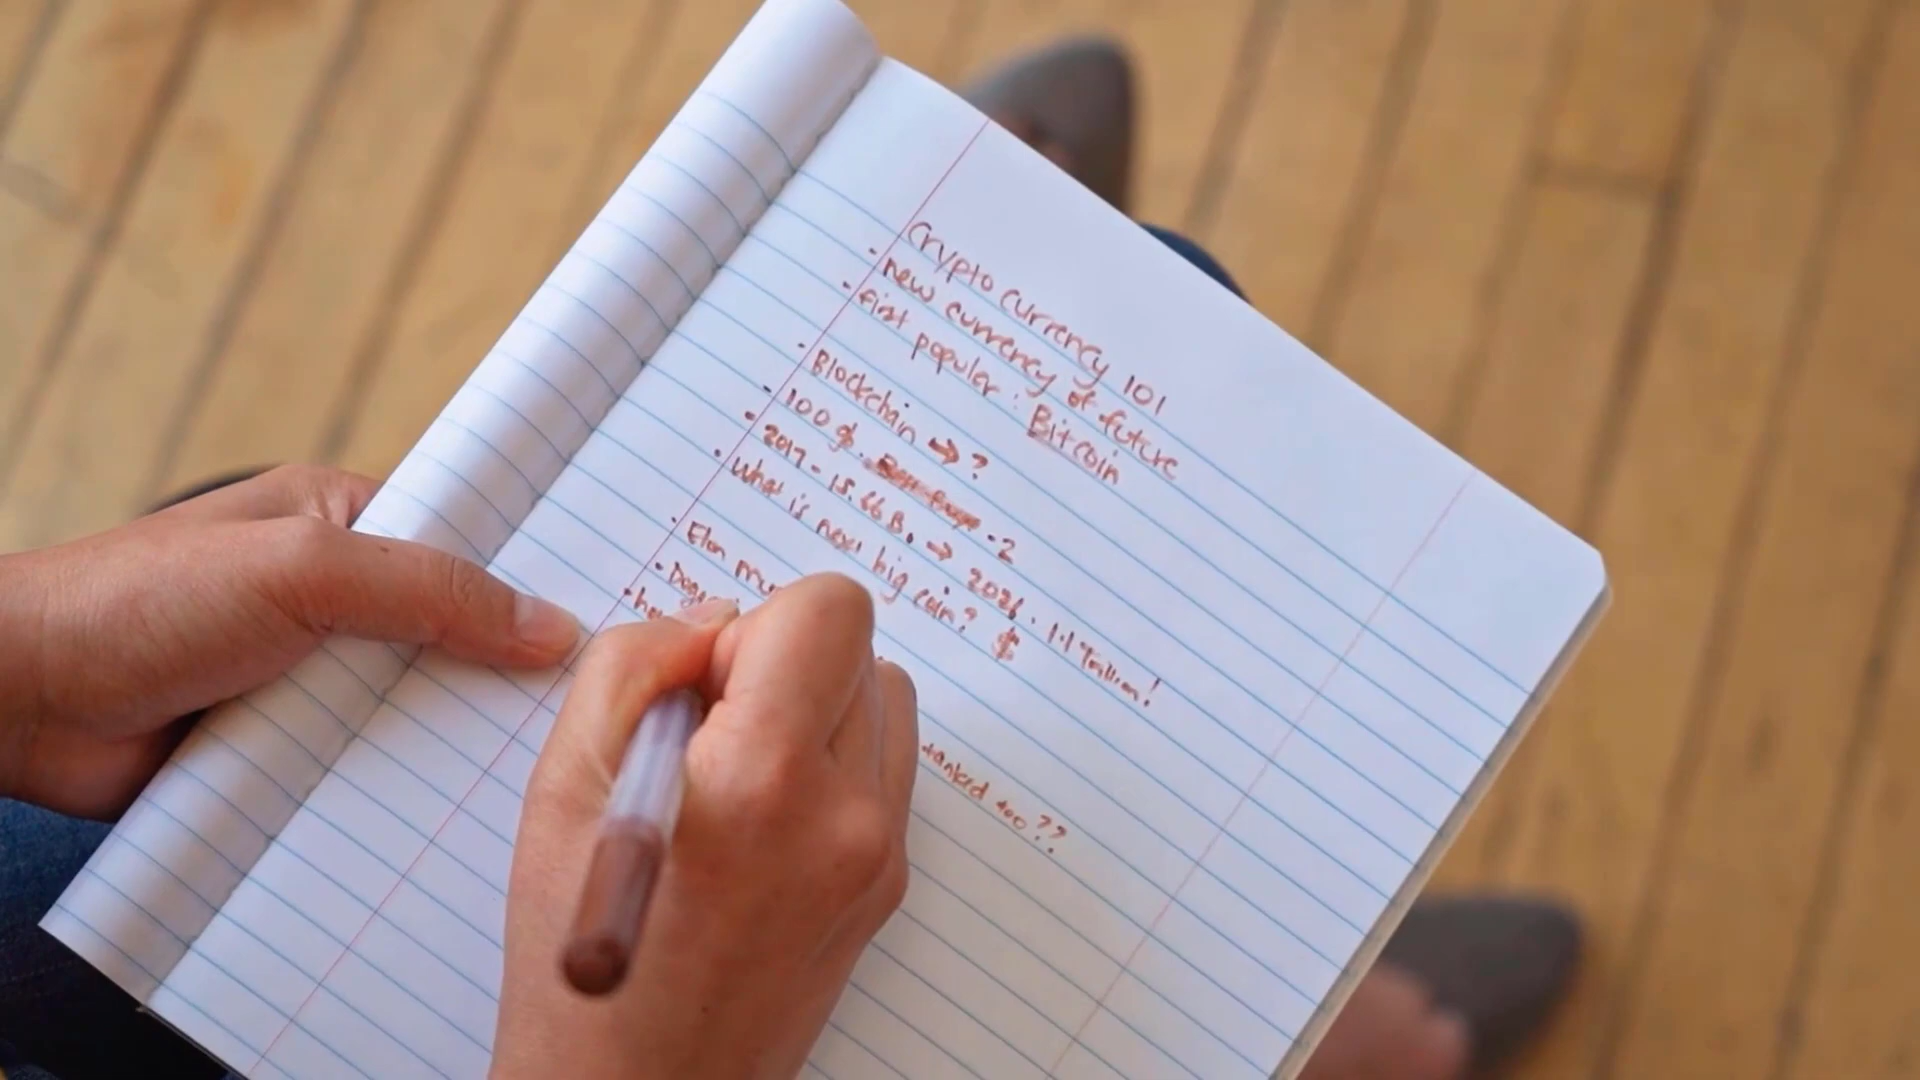 Crypto currency 101
- new currency of future
- first popular : Bitcoin
- Blockchain → ?
- 100 $. - 2
- 2017 - 15.66 B. → 2021. 1.1 Trillion!
- What is next big coin? $
- Elon
- Doge
- how
tanked too ??